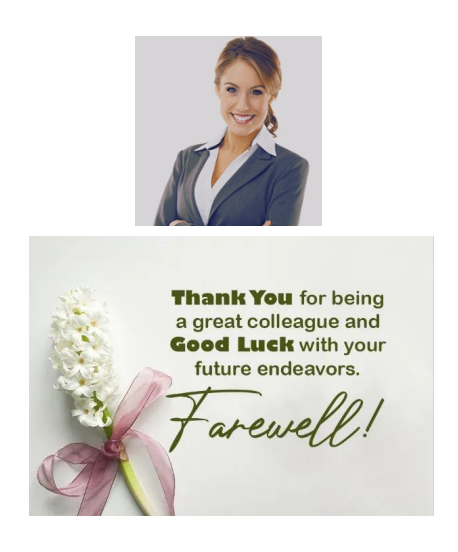 Thank You for being
a great colleague and
Good Luck with your
future endeavors.
Farewell!